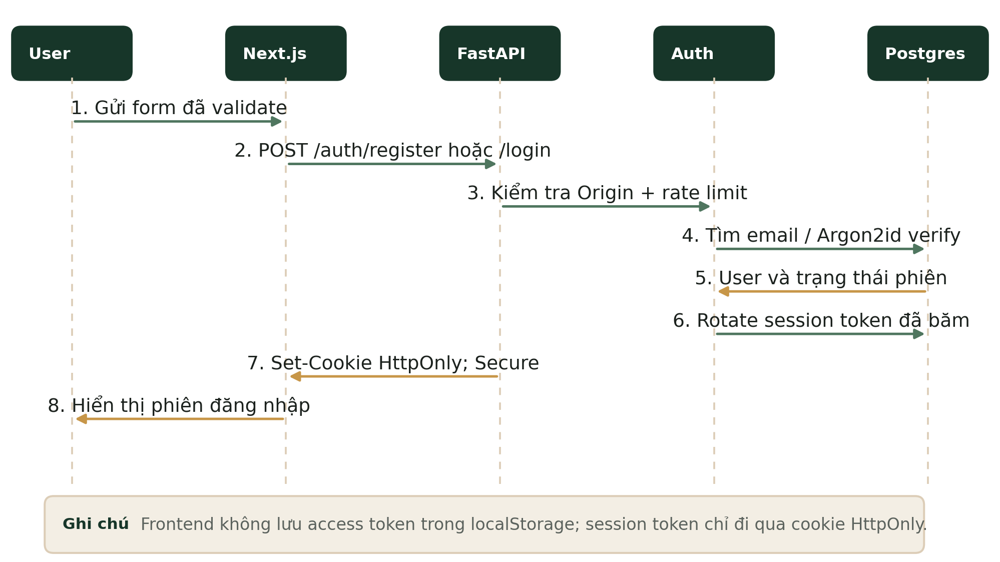 User
Next.js
FastAPI
Auth
Postgres
1. Gửi form đã validate
2. POST /auth/register hoặc /login
3. Kiểm tra Origin + rate limit
4. Tìm email / Argon2id verify
5. User và trạng thái phiên
6. Rotate session token đã băm
7. Set-Cookie HttpOnly; Secure
8. Hiển thị phiên đăng nhập
Ghi chú Frontend không lưu access token trong localStorage; session token chỉ đi qua cookie HttpOnly.